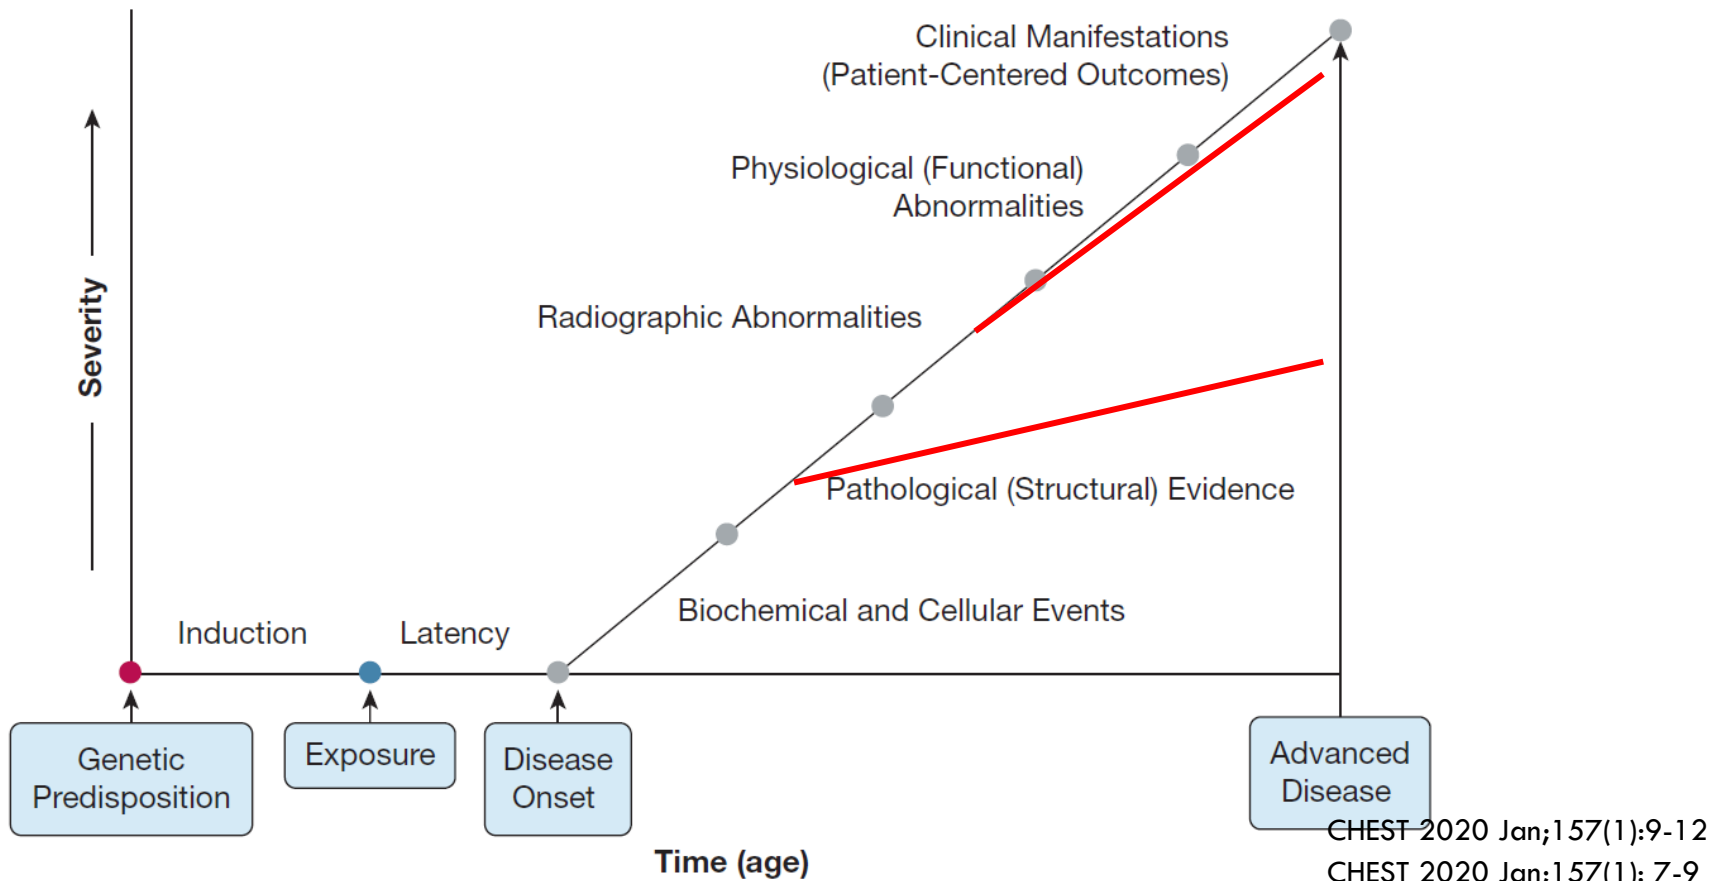 Clinical Manifestations
(Patient-Centered Outcomes)
Physiological (Functional)
Abnormalities
Radiographic Abnormalities
Severity
Pathological (Structural) Evidence
Biochemical and Cellular Events
Induction
Latency
Genetic
Predisposition
Exposure
Disease
Onset
Advanced
Disease
Time (age)
CHEST 2020 Jan;157(1):9-12
CHEST 2020 Jan;157(1): 7-9